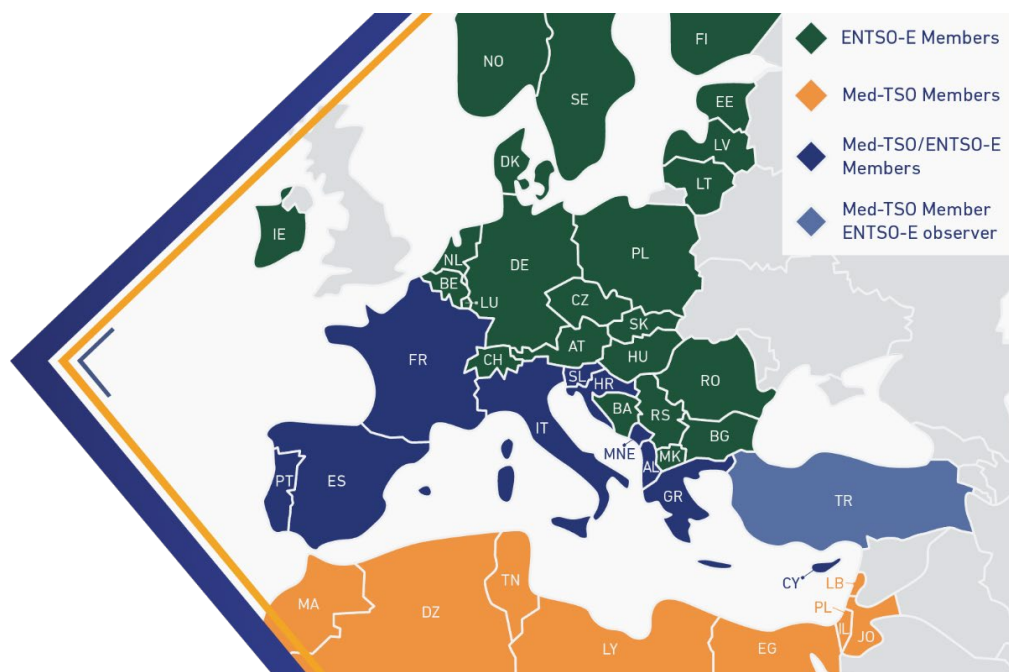 ENTSO-E Members
Med-TSO Members
Med-TSO/ENTSO-E
Members
Med-TSO Member
ENTSO-E observer
NO
FI
SE
EE
LV
LT
DK
IE
NL
DE
PL
BE
LU
CZ
SK
FR
CH
AT
HU
SL
HR
RO
IT
BA
RS
BG
MNE
MK
AL
PT
ES
GR
TR
CY
LB
PL
IL
JO
MA
DZ
TN
LY
EG